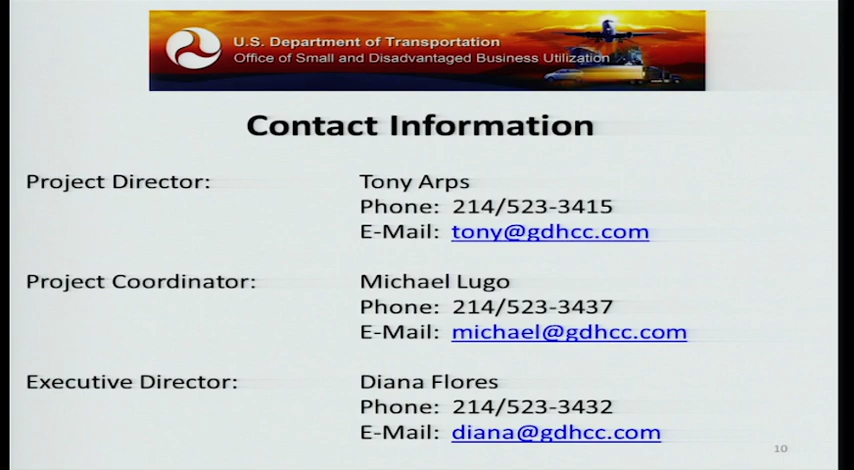 U.S. Department of Transportation
Office of Small and Disadvantaged Business Utilization
Contact Information
Project Director: Tony Arps
Phone: 214/523-3415
E-Mail: tony@gdhcc.com
Project Coordinator: Michael Lugo
Phone: 214/523-3437
E-Mail: michael@gdhcc.com
Executive Director: Diana Flores
Phone: 214/523-3432
E-Mail: diana@gdhcc.com
10